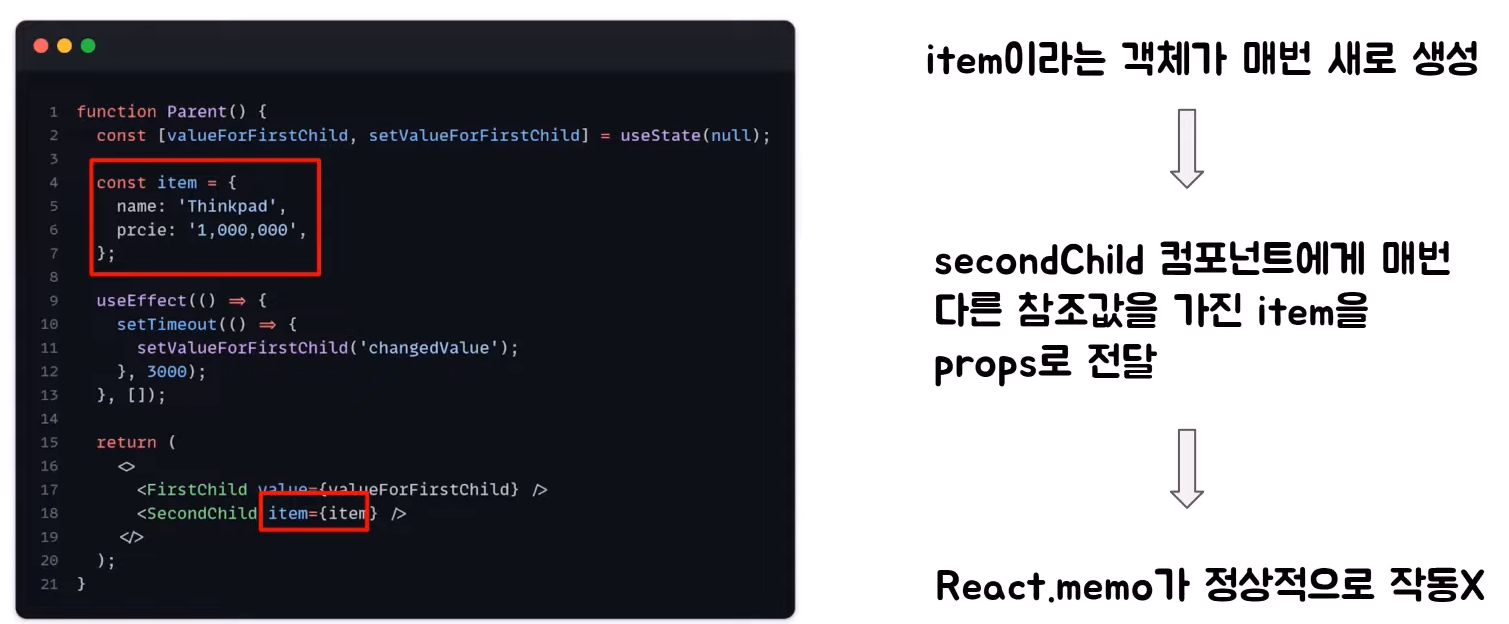 1 function Parent() {
2 const [valueForFirstChild, setValueForFirstChild] = useState(null);
3
4 const item = {
5 name: 'Thinkpad',
6 prcie: '1,000,000',
7 };
8
9 useEffect(() => {
10 setTimeout(() => {
11 setValueForFirstChild('changedValue');
12 }, 3000);
13 }, []);
14
15 return (
16 <>
17 <FirstChild value={valueForFirstChild} />
18 <SecondChild item={item} />
19 </>
20 );
21 }
item이라는 객체가 매번 새로 생성
secondChild 컴포넌트에게 매번
다른 참조값을 가진 item을
props로 전달
React.memo가 정상적으로 작동X